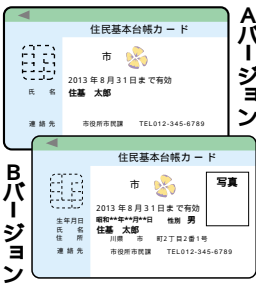 Aバージョン
住民基本台帳カード
市
2013年8月31日まで有効
氏 名 住基 太郎
連絡先 市役所市民課 TEL012-345-6789
Bバージョン
住民基本台帳カード
市
写真
2013年8月31日まで有効
生年月日 昭和**年**月**日 性別 男
氏 名 住基 太郎
住 所 川県 市 町2丁目2番1号
連絡先 市役所市民課 TEL012-345-6789